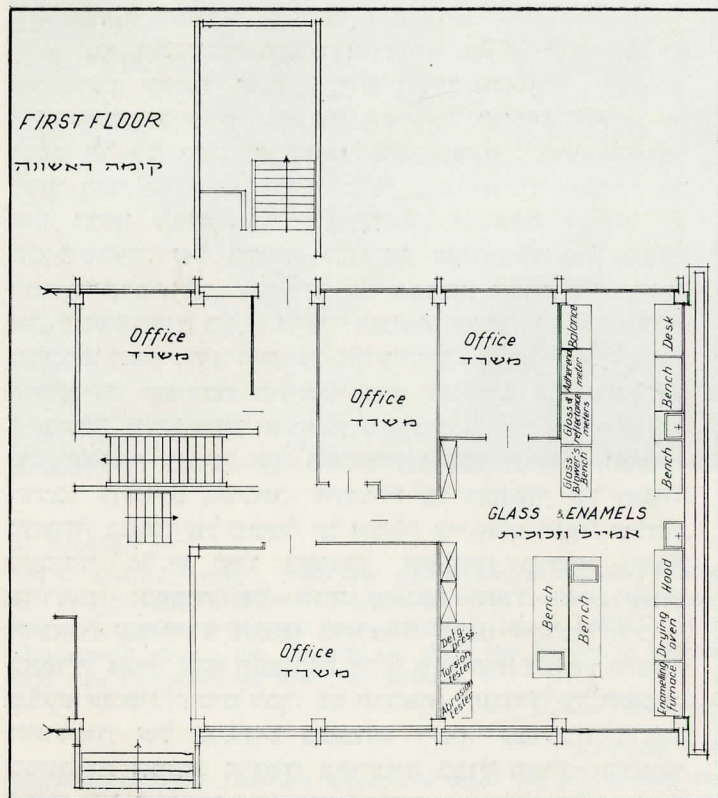 FIRST FLOOR
קומה ראשונה
Office
משרד
Office
משרד
Office
משרד
Office
משרד
Balance
Adherence
meter
Gloss &
reflectance
meters
Glass
Blower's
Bench
Desk
Bench
Bench
GLASS & ENAMELS
אמייל וזכוכית
Hood
Drying
oven
Enamelling
furnace
Bench
Bench
press
Torsion
tester
Abrasion
tester